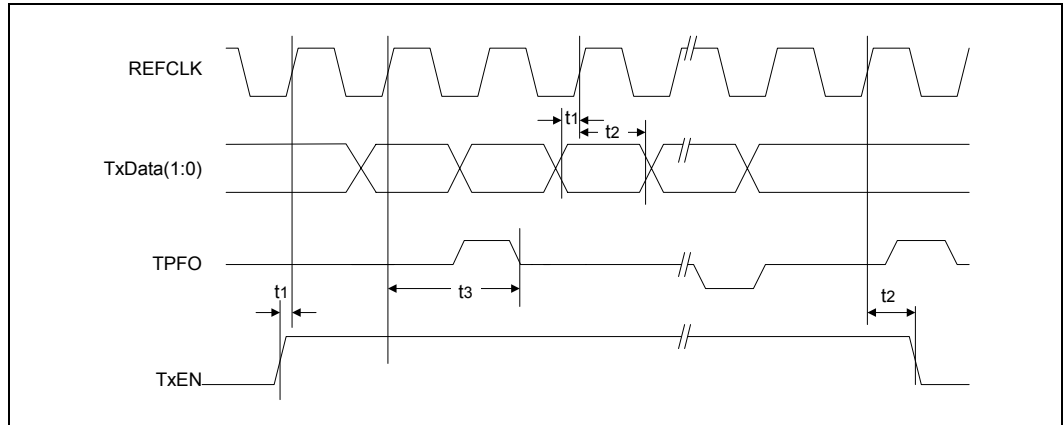 REFCLK
t1
t2
TxData(1:0)
TPFO
t3
t2
t1
TxEN